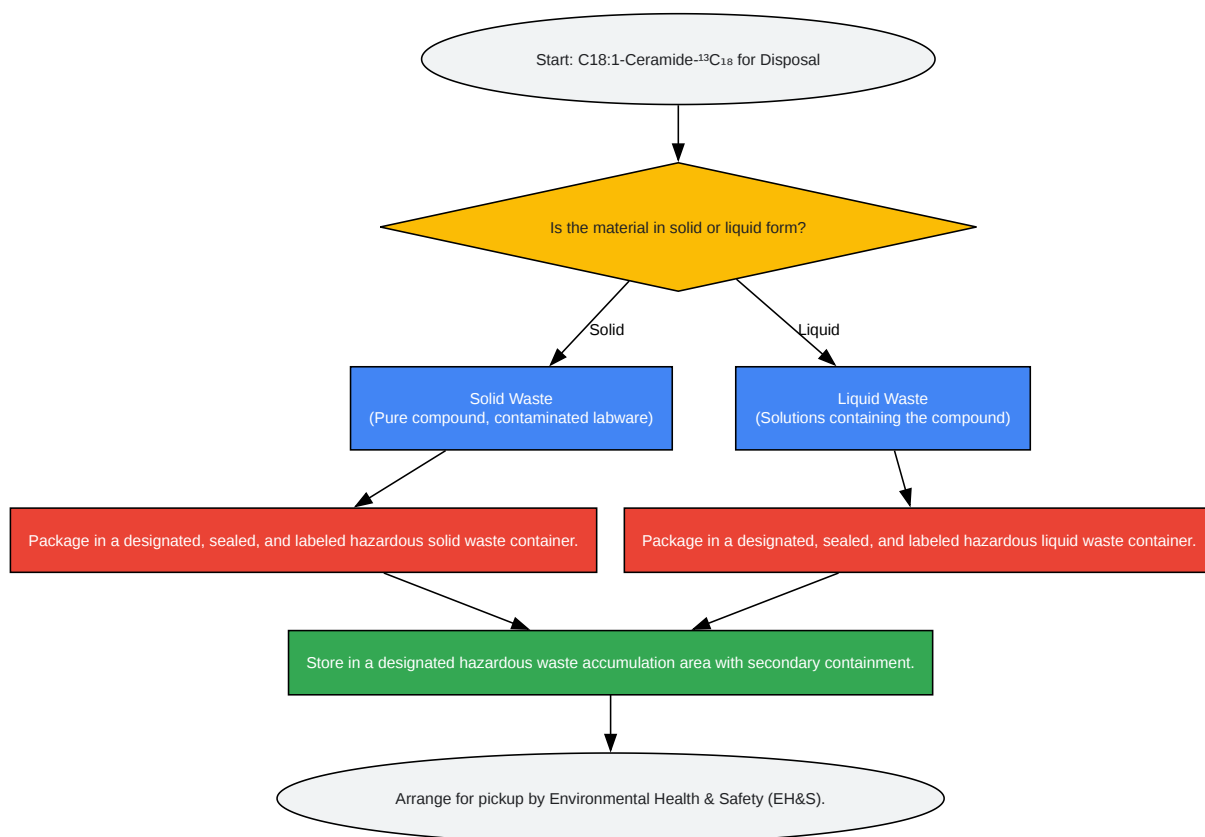 Start: C18:1-Ceramide-¹³C₁₈ for Disposal
Is the material in solid or liquid form?
Solid
Liquid
Solid Waste
(Pure compound, contaminated labware)
Liquid Waste
(Solutions containing the compound)
Package in a designated, sealed, and labeled hazardous solid waste container.
Package in a designated, sealed, and labeled hazardous liquid waste container.
Store in a designated hazardous waste accumulation area with secondary containment.
Arrange for pickup by Environmental Health & Safety (EH&S).